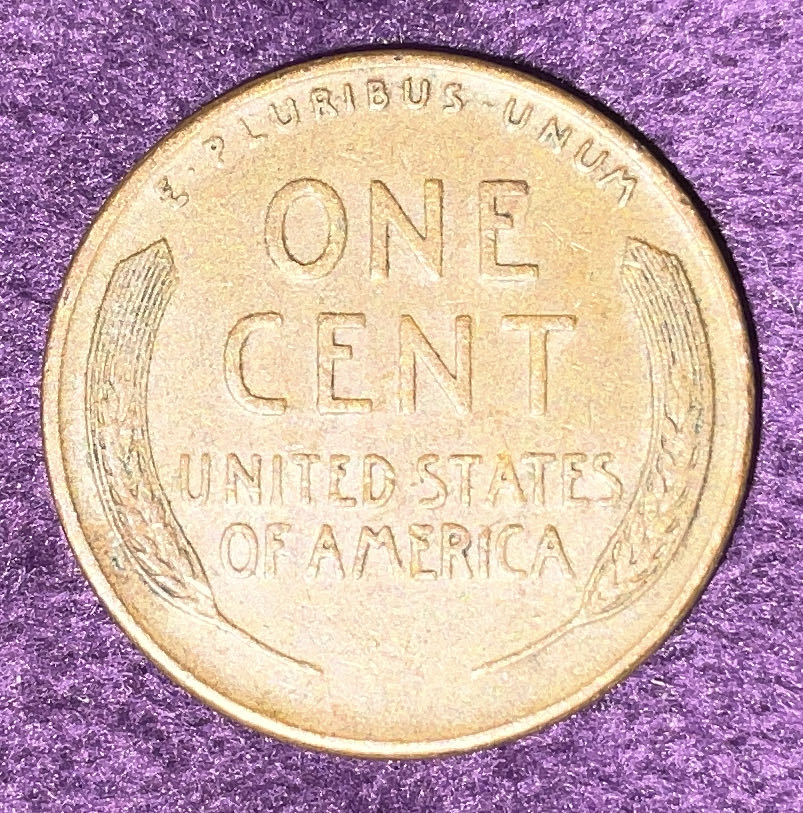 E·PLURIBUS·UNUM
ONE
CENT
UNITED·STATES
OF AMERICA